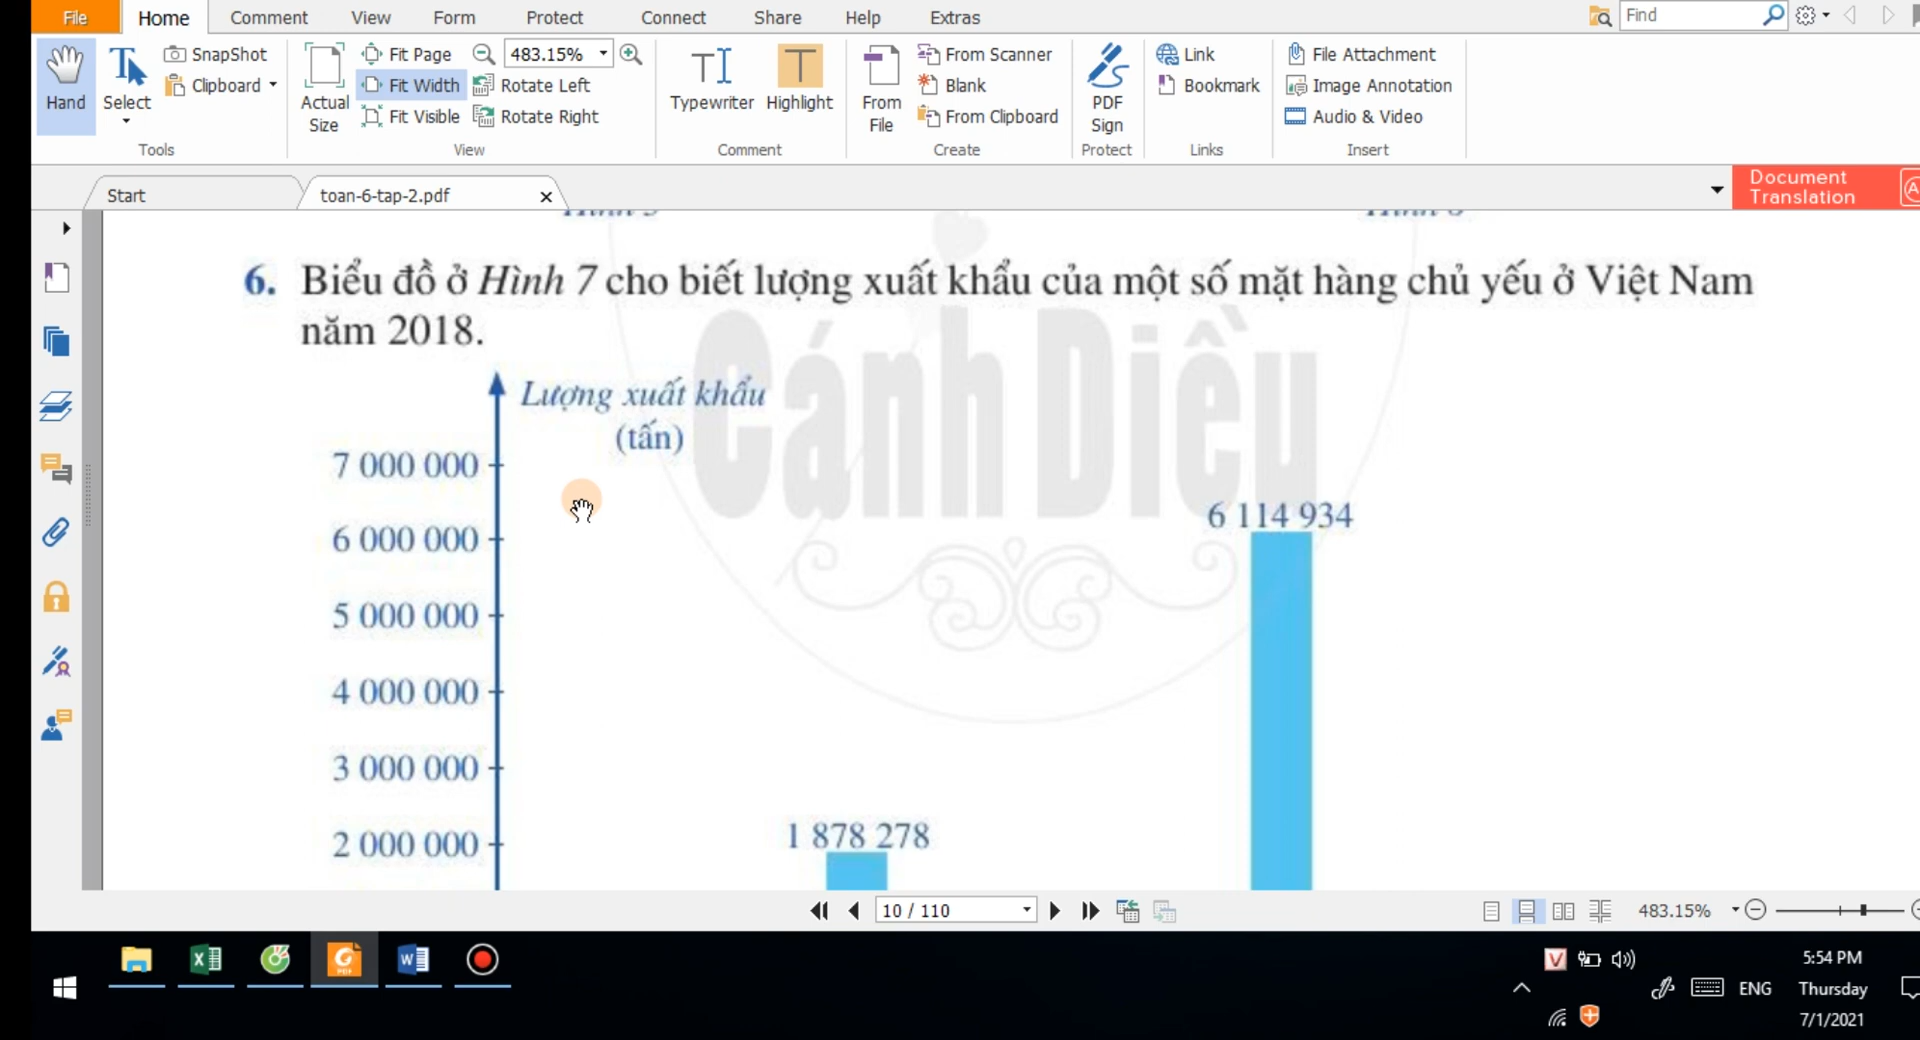 File Home Comment View Form Protect Connect Share Help Extras Find
SnapShot Fit Page 483.15% From Scanner Link File Attachment
Clipboard Fit Width Rotate Left Blank Bookmark Image Annotation
Hand Select Actual Size Typewriter Highlight From File PDF Sign
Fit Visible Rotate Right From Clipboard Audio & Video
Tools View Comment Create Protect Links Insert
Start toan-6-tap-2.pdf
Document
Translation
6. Biểu đồ ở Hình 7 cho biết lượng xuất khẩu của một số mặt hàng chủ yếu ở Việt Nam
năm 2018.
Cánh Diều
Lượng xuất khẩu
(tấn)
7 000 000
6 114 934
6 000 000
5 000 000
4 000 000
3 000 000
1 878 278
2 000 000
10 / 110 483.15%
5:54 PM
ENG Thursday
7/1/2021